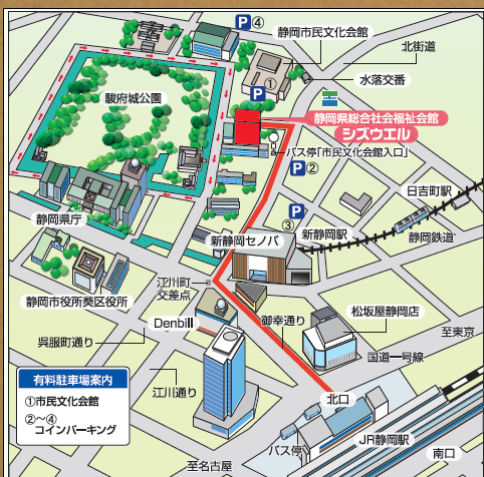 P④
静岡市民文化会館
北街道
①
P
水落交番
駿府城公園
静岡県総合社会福祉会館
シズウエル
バス停「市民文化会館入口」
P②
日吉町駅
P
③
新静岡駅
静岡鉄道
静岡県庁
新静岡セノバ
静岡市役所葵区役所
江川町
交差点
御幸通り
松坂屋静岡店
Denbill
呉服町通り
至東京
国道一号線
有料駐車場案内
①市民文化会館
②〜④
コインパーキング
江川通り
北口
バス停
JR静岡駅
至名古屋
南口